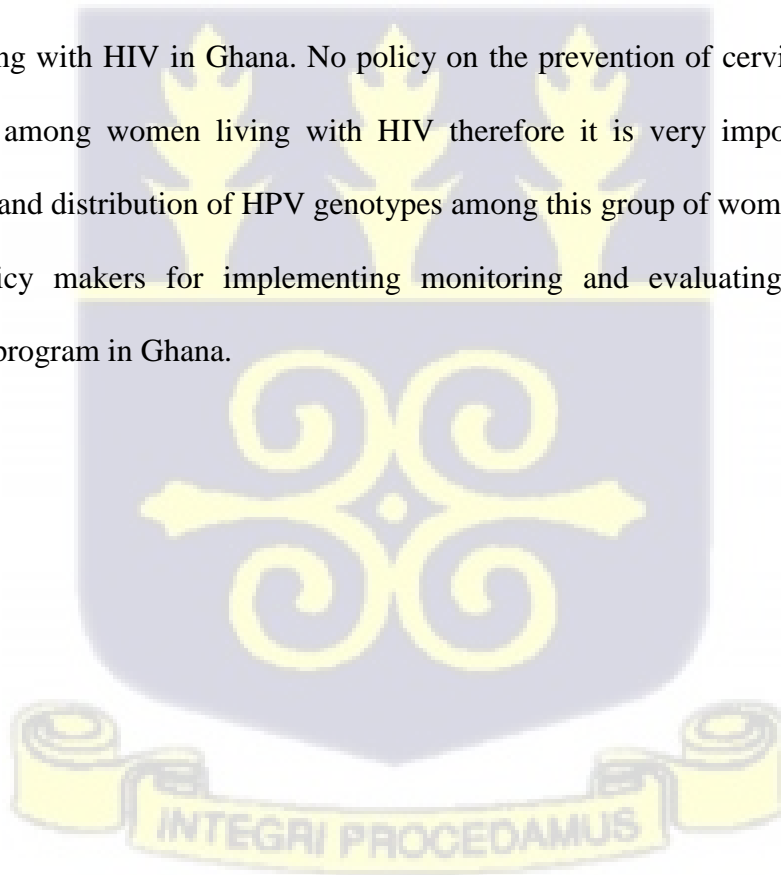 ng with HIV in Ghana. No policy on the prevention of cervi
among women living with HIV therefore it is very impo
and distribution of HPV genotypes among this group of wom
icy makers for implementing monitoring and evaluating
program in Ghana.
INTEGRI PROCEDAMUS